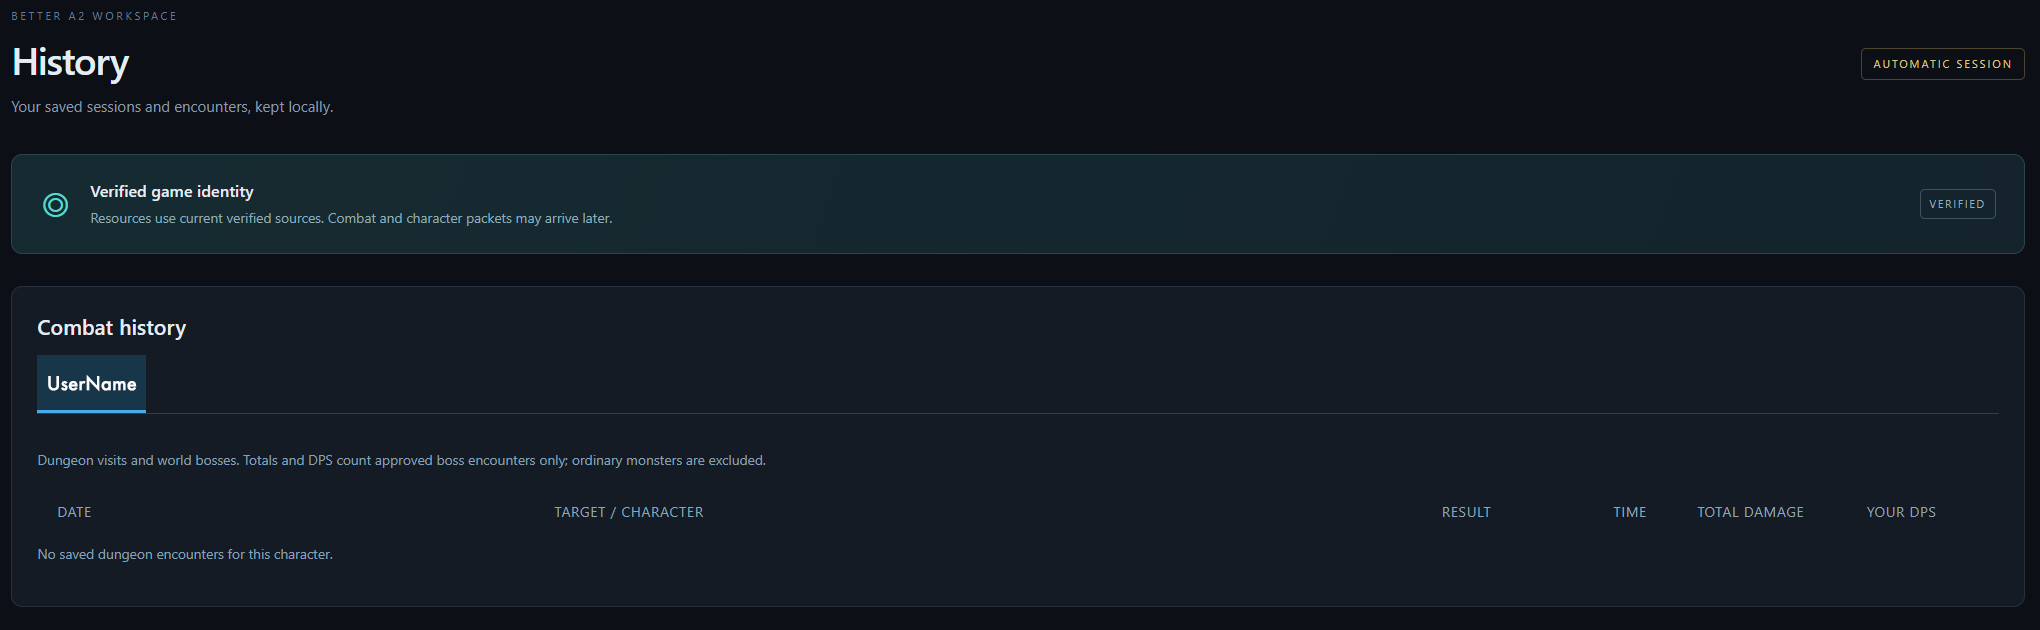 BETTER A2 WORKSPACE
History
AUTOMATIC SESSION
Your saved sessions and encounters, kept locally.
Verified game identity
Resources use current verified sources. Combat and character packets may arrive later.
VERIFIED
Combat history
UserName
Dungeon visits and world bosses. Totals and DPS count approved boss encounters only; ordinary monsters are excluded.
DATE TARGET / CHARACTER RESULT TIME TOTAL DAMAGE YOUR DPS
No saved dungeon encounters for this character.